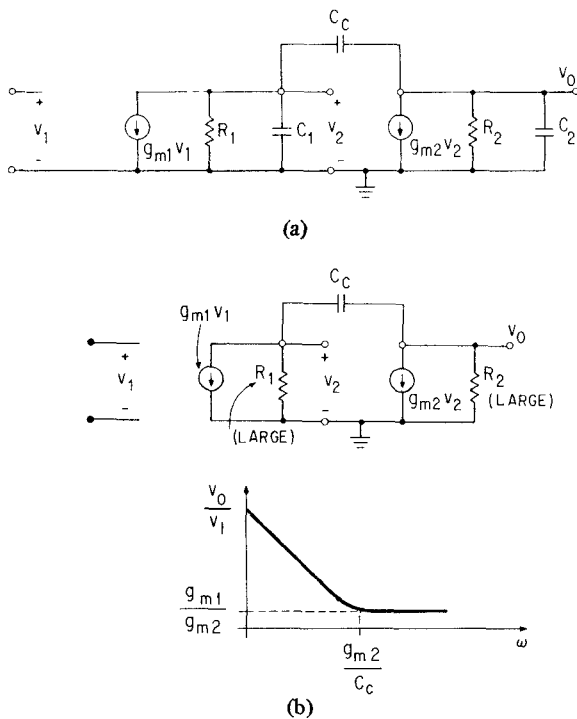 C_C
V_O
+
V_1
-
g_m1 V_1
R_1
C_1
+
V_2
-
g_m2 V_2
R_2
C_2
(a)
C_C
g_m1 V_1
V_O
+
V_1
-
R_1
(LARGE)
+
V_2
-
g_m2 V_2
R_2
(LARGE)
V_O
V_1
g_m1
g_m2
g_m2
C_C
ω
(b)